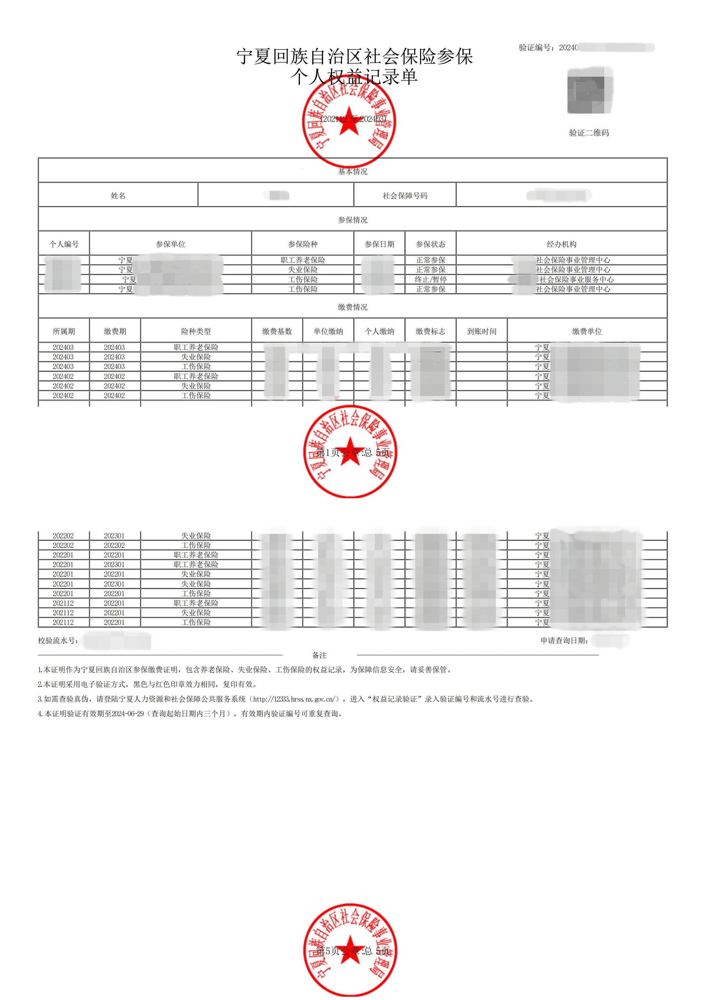 验证编号：20240
宁夏回族自治区社会保险参保
个人权益记录单
宁夏回族自治区社会保险事业管理局
(202112 至 202403)
验证二维码
基本情况
姓名 社会保障号码
参保情况
个人编号 参保单位 参保险种 参保日期 参保状态 经办机构
宁夏 职工养老保险 正常参保 社会保险事业管理中心
宁夏 失业保险 正常参保 社会保险事业管理中心
宁夏 工伤保险 终止/暂停 社会保险事业服务中心
宁夏 工伤保险 正常参保 社会保险事业管理中心
缴费情况
所属期 缴费期 险种类型 缴费基数 单位缴纳 个人缴纳 缴费标志 到账时间 缴费单位
202403 202403 职工养老保险 宁夏
202403 202403 失业保险 宁夏
202403 202403 工伤保险 宁夏
202402 202402 职工养老保险 宁夏
202402 202402 失业保险 宁夏
202402 202402 工伤保险 宁夏
宁夏回族自治区社会保险事业管理局
第1页公章:总 5页
202202 202301 失业保险 宁夏
202202 202202 工伤保险 宁夏
202201 202201 职工养老保险 宁夏
202201 202301 职工养老保险 宁夏
202201 202201 失业保险 宁夏
202201 202301 失业保险 宁夏
202201 202201 工伤保险 宁夏
202112 202201 职工养老保险 宁夏
202112 202201 失业保险 宁夏
202112 202201 工伤保险 宁夏
校验流水号： 申请查询日期：
备注
1.本证明作为宁夏回族自治区参保缴费证明，包含养老保险、失业保险、工伤保险的权益记录，为保障信息安全，请妥善保管。
2.本证明采用电子验证方式，黑色与红色印章效力相同，复印有效。
3.如需查验真伪，请登陆宁夏人力资源和社会保障公共服务系统（http://12333.hrss.nx.gov.cn/），进入“权益记录验证”录入验证编号和流水号进行查验。
4.本证明验证有效期至2024-06-29（查询起始日期内三个月），有效期内验证编号可重复查询。
宁夏回族自治区社会保险事业管理局
第5页公章:总 5页